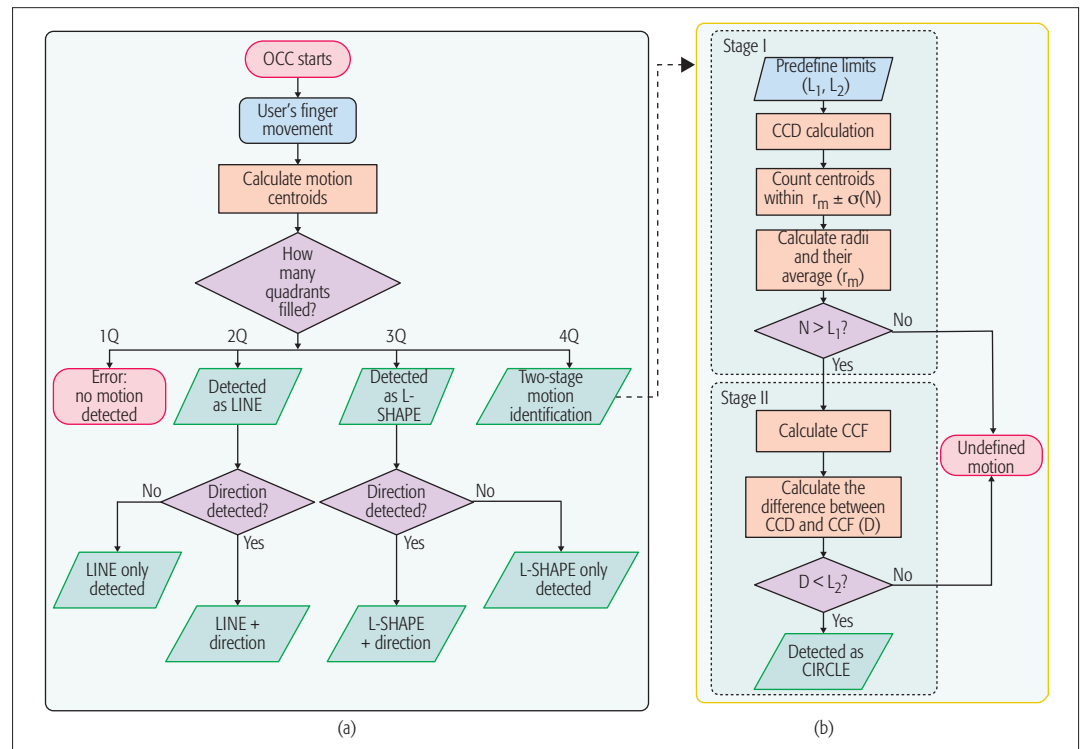 OCC starts
User's finger
movement
Calculate motion
centroids
How
many
quadrants
filled?
1Q
2Q
3Q
4Q
Error:
no motion
detected
Detected
as LINE
Detected
as L-
SHAPE
Two-stage
motion
identification
No
Direction
detected?
Yes
Direction
detected?
No
Yes
LINE only
detected
LINE +
direction
L-SHAPE
+ direction
L-SHAPE only
detected
(a)
Stage I
Predefine limits
(L₁, L₂)
CCD calculation
Count centroids
within rₘ ± σ(N)
Calculate radii
and their
average (rₘ)
N > L₁?
No
Yes
Stage II
Calculate CCF
Undefined
motion
Calculate the
difference between
CCD and CCF (D)
D < L₂?
No
Yes
Detected as
CIRCLE
(b)